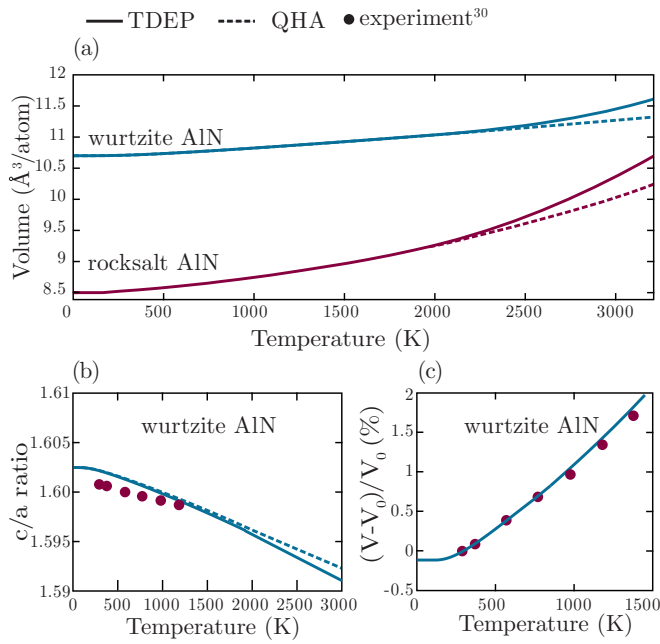 TDEP QHA experiment30
(a)
Volume (Å3/atom)
12
11.5
11
10.5
10
9.5
9
8.5
wurtzite AlN
rocksalt AlN
0 500 1000 1500 2000 2500 3000
Temperature (K)
(b)
c/a ratio
1.61
1.605
1.60
1.595
1.59
wurtzite AlN
0 500 1000 1500 2000 2500 3000
Temperature (K)
(c)
(V-V0)/V0 (%)
2
1.5
1
0.5
0
-0.5
wurtzite AlN
0 500 1000 1500
Temperature (K)